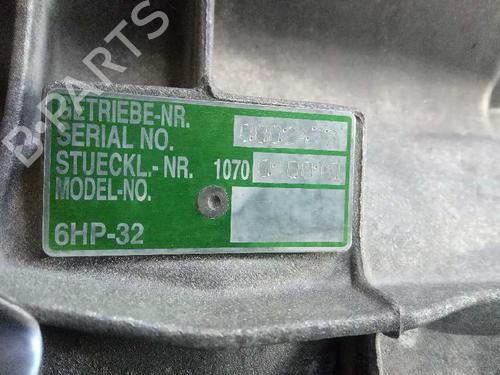 B-PARTS
GETRIEBE-NR.
SERIAL NO.
STUECKL.- NR. 1070
MODEL-NO.
6HP-32